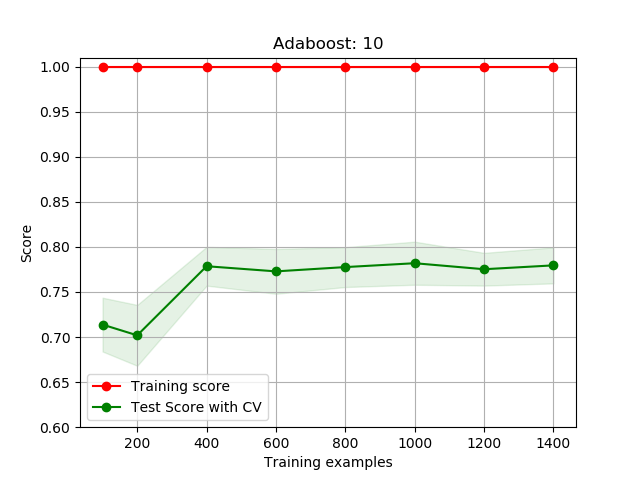 Adaboost: 10
1.00
0.95
0.90
0.85
0.80
0.75
0.70
0.65
0.60
Score
Training score
Test Score with CV
200 400 600 800 1000 1200 1400
Training examples